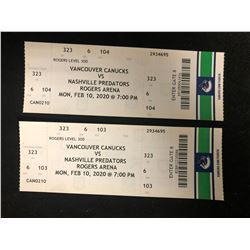 323 6 104 2934695
ROGERS LEVEL 300
323
VANCOUVER CANUCKS
VS
NASHVILLE PREDATORS
ROGERS ARENA
MON, FEB 10, 2020 @ 7:00 PM
6
104
CAN0210
323
6
104
ENTER GATE 8
323 6 103 2934695
ROGERS LEVEL 300
323
VANCOUVER CANUCKS
VS
NASHVILLE PREDATORS
ROGERS ARENA
MON, FEB 10, 2020 @ 7:00 PM
6 103
CAN0210
323
6
103
ENTER GATE 8